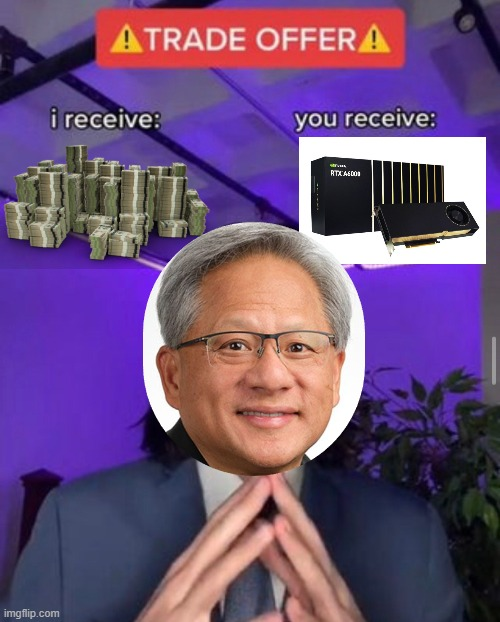 ⚠️TRADE OFFER⚠️
i receive:
you receive:
RTX A6000
imgflip.com